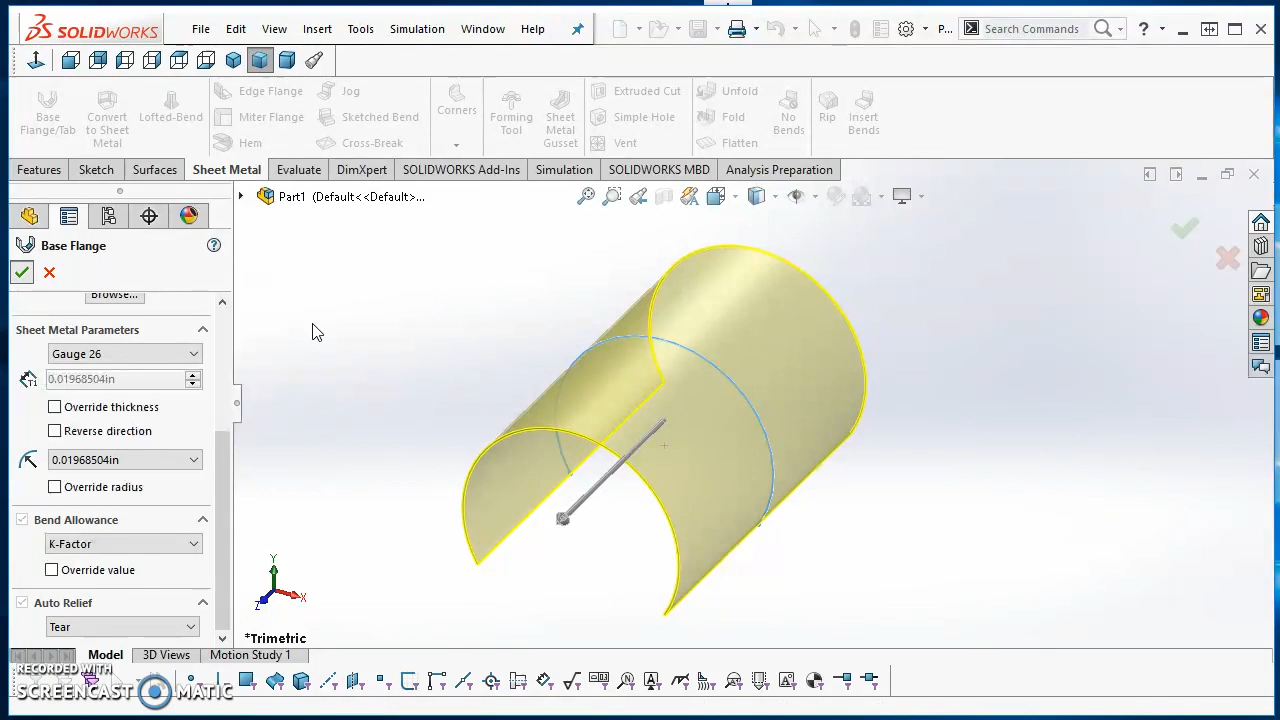 SOLIDWORKS File Edit View Insert Tools Simulation Window Help P... Search Commands ?
Base Flange/Tab
Convert to Sheet Metal
Lofted-Bend
Edge Flange
Miter Flange
Hem
Jog
Sketched Bend
Cross-Break
Corners
Forming Tool
Sheet Metal Gusset
Extruded Cut
Simple Hole
Vent
Unfold
Fold
Flatten
No Bends
Rip
Insert Bends
Features Sketch Surfaces Sheet Metal Evaluate DimXpert SOLIDWORKS Add-Ins Simulation SOLIDWORKS MBD Analysis Preparation
Part1 (Default<<Default>...
Base Flange
Browse...
Sheet Metal Parameters
Gauge 26
0.01968504in
Override thickness
Reverse direction
0.01968504in
Override radius
Bend Allowance
K-Factor
Override value
Auto Relief
Tear
Y
X
Z
*Trimetric
Model 3D Views Motion Study 1
RECORDED WITH
SCREENCAST MATIC